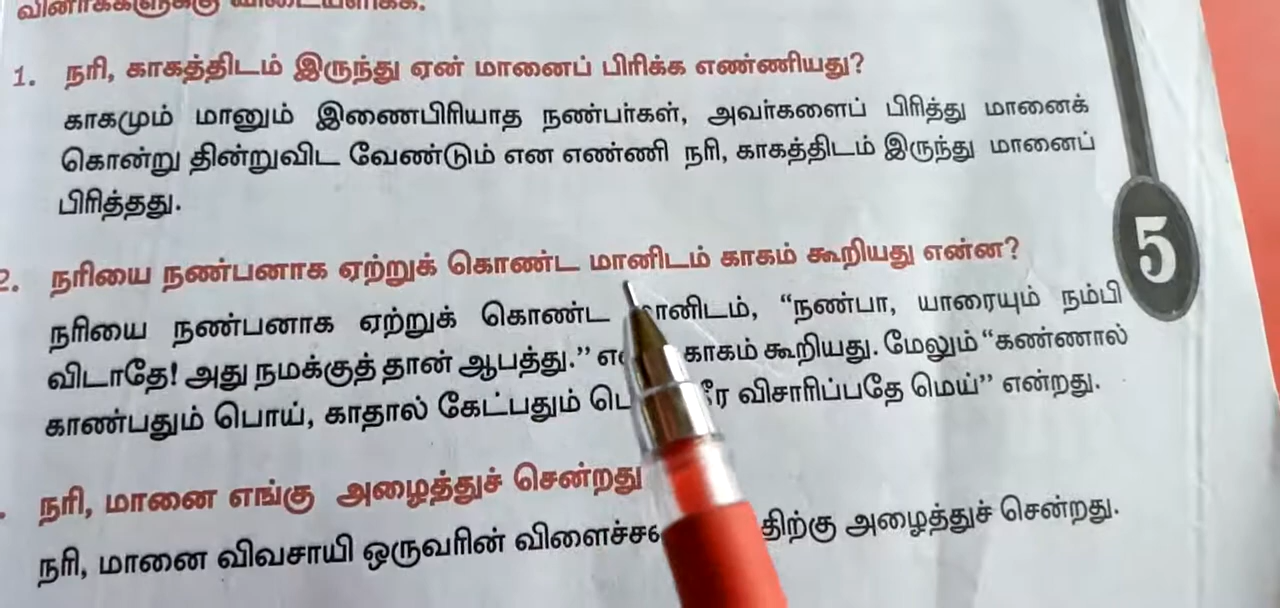 வினாக்களுக்கு விடையளிக்க.
1. நரி, காகத்திடம் இருந்து ஏன் மானைப் பிரிக்க எண்ணியது?
காகமும் மானும் இணைபிரியாத நண்பர்கள், அவர்களைப் பிரித்து மானைக்
கொன்று தின்றுவிட வேண்டும் என எண்ணி நரி, காகத்திடம் இருந்து மானைப்
பிரித்தது.
5
2. நரியை நண்பனாக ஏற்றுக் கொண்ட மானிடம் காகம் கூறியது என்ன?
நரியை நண்பனாக ஏற்றுக் கொண்ட “நண்பா, யாரையும் நம்பி
விடாதே! அது நமக்குத் தான் ஆபத்து.” காகம் கூறியது. மேலும் “கண்ணால்
காண்பதும் பொய், காதால் கேட்பதும் விசாரிப்பதே மெய்” என்றது.
நரி, மானை எங்கு அழைத்துச் சென்றது
நரி, மானை விவசாயி ஒருவரின் அழைத்துச் சென்றது.